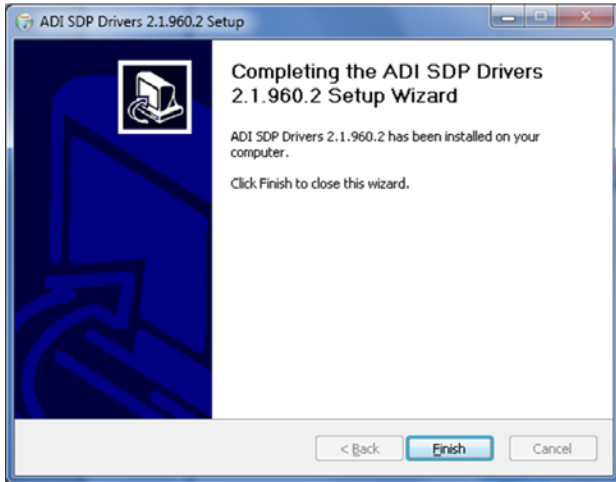 ADI SDP Drivers 2.1.960.2 Setup
Completing the ADI SDP Drivers
2.1.960.2 Setup Wizard
ADI SDP Drivers 2.1.960.2 has been installed on your
computer.
Click Finish to close this wizard.
< Back
Finish
Cancel